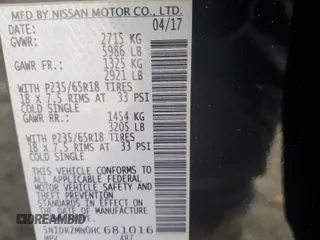 MFD BY NISSAN MOTOR CO., LTD.
DATE: 04/17
GVWR: 2715 KG
5986 LB
GAWR FR: 1325 KG
2921 LB
WITH P235/65R18 TIRES
18 X 7.5 RIMS AT 33 PSI
COLD SINGLE
GAWR RR: 1454 KG
3205 LB
WITH P235/65R18 TIRES
18 X 7.5 RIMS AT 33 PSI
COLD SINGLE
THIS VEHICLE CONFORMS TO ALL
APPLICABLE FEDERAL MOTOR
VEHICLE SAFETY AND THEFT
PREVENTION STANDARDS IN
EFFECT ON THE DATE OF
MANUFACTURE SHOWN ABOVE.
5N1DR2MN0HC681016
MPV